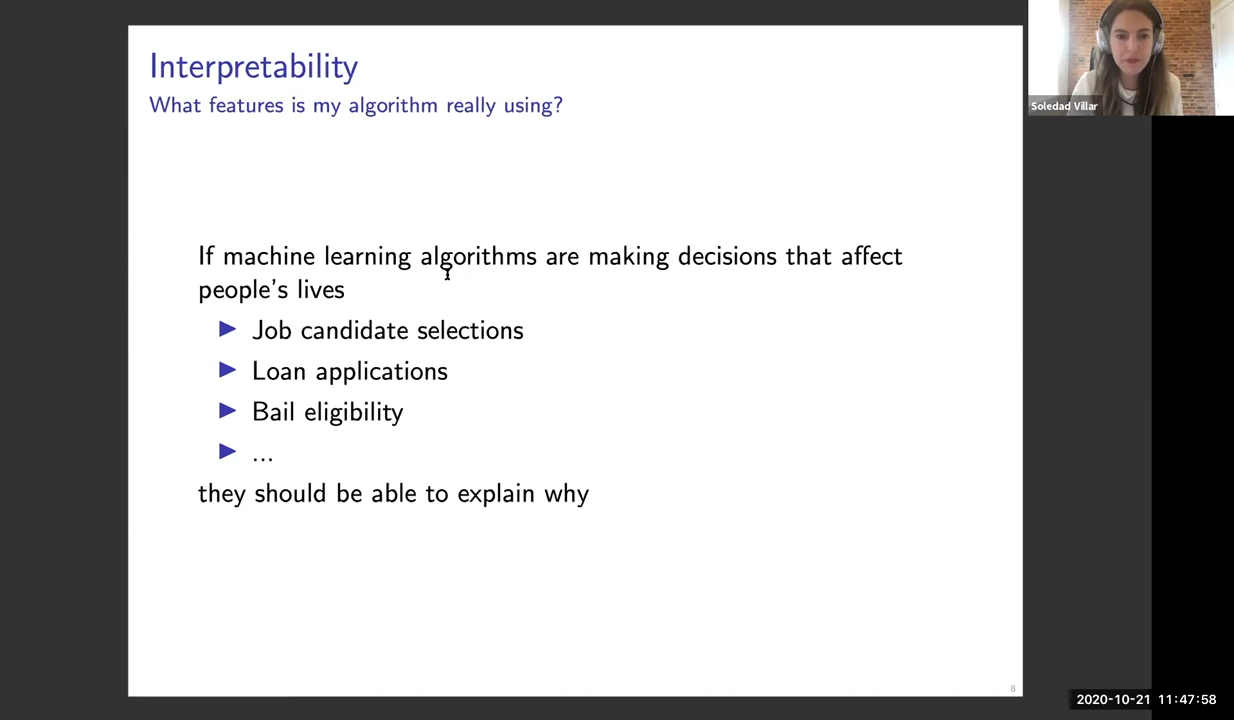 Interpretability
What features is my algorithm really using?
If machine learning algorithms are making decisions that affect
people's lives
Job candidate selections
Loan applications
Bail eligibility
...
they should be able to explain why
8
Soledad Villar
2020-10-21 11:47:58